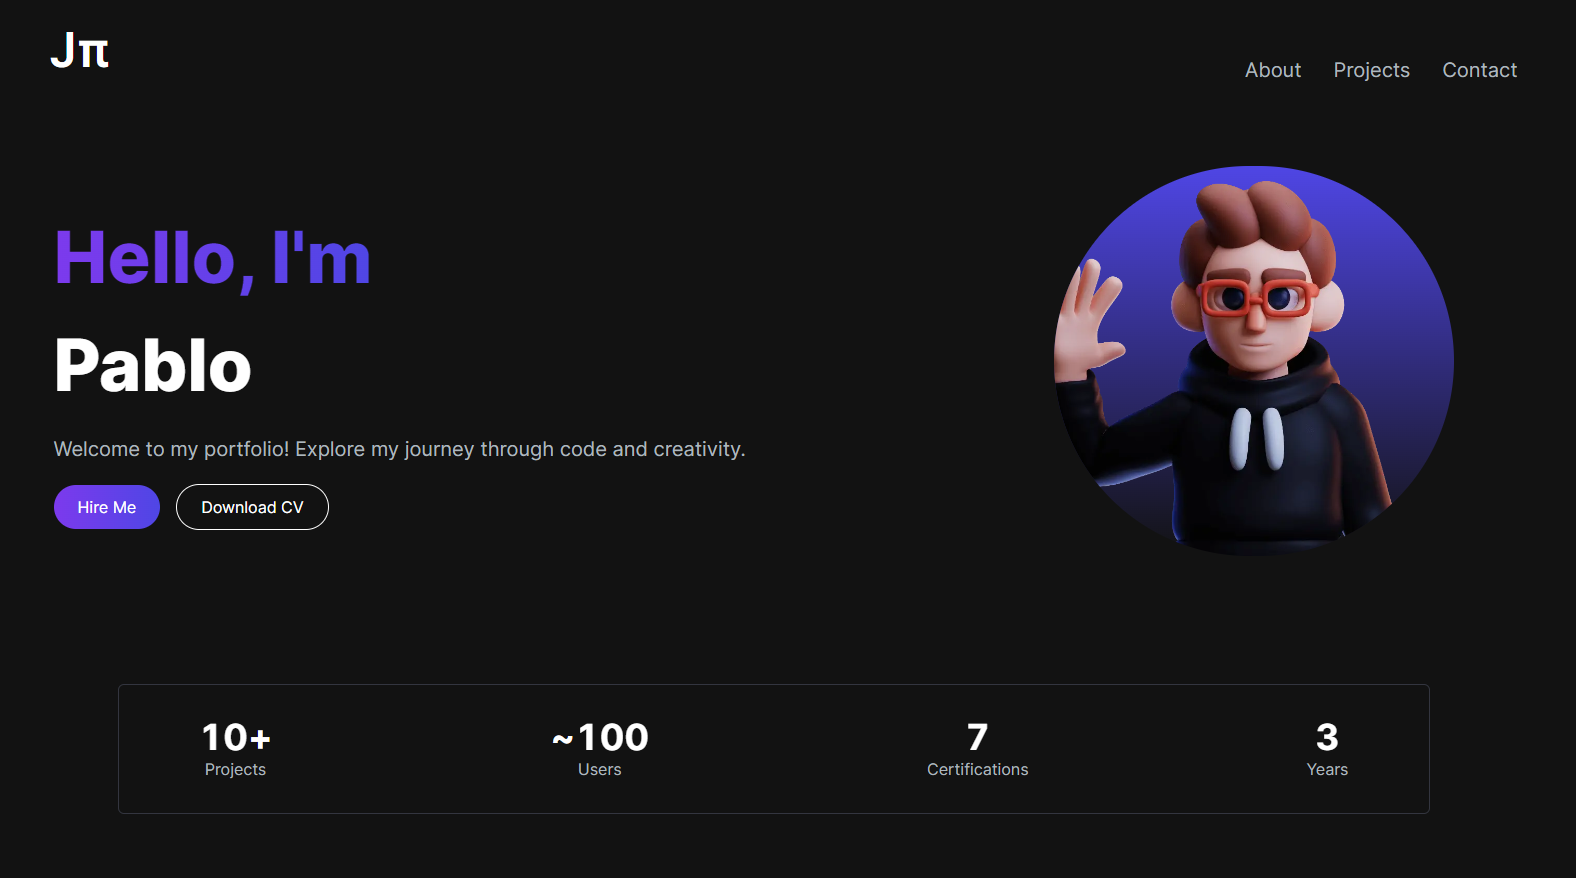 Jπ
About Projects Contact
Hello, I'm
Pablo
Welcome to my portfolio! Explore my journey through code and creativity.
Hire Me Download CV
10+ ~100 7 3
Projects Users Certifications Years